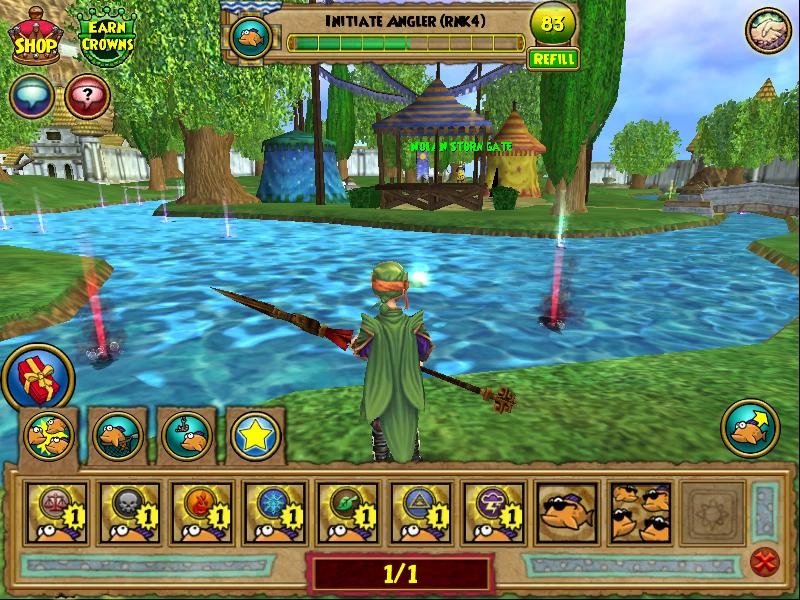 SHOP
EARN
CROWNS
INITIATE ANGLER (RNK4)
83
REFILL
?
1
1
1
1
1
1
1
1/1